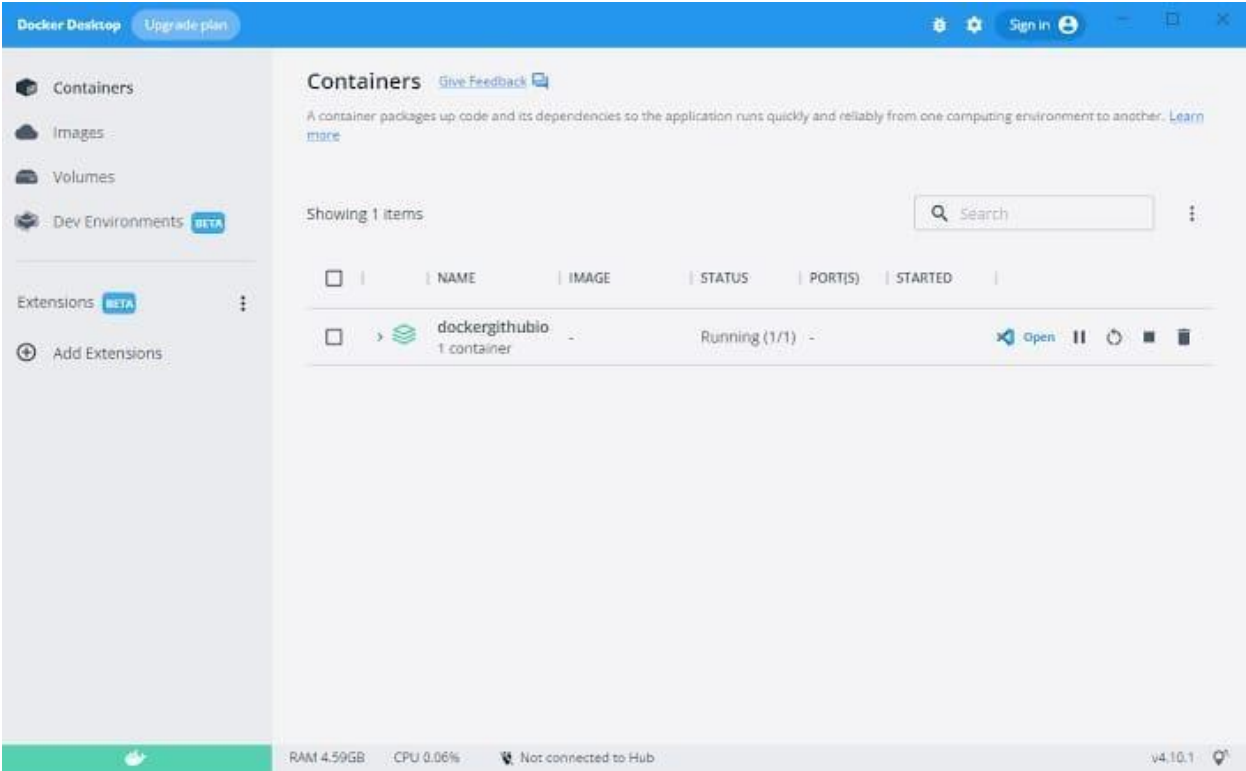 Docker Desktop Upgrade plan Sign in
Containers
Images
Volumes
Dev Environments BETA
Extensions BETA
Add Extensions
Containers Give Feedback
A container packages up code and its dependencies so the application runs quickly and reliably from one computing environment to another. Learn
more
Showing 1 items
Search
NAME IMAGE STATUS PORT(S) STARTED
dockergithubio - Running (1/1) - Open
1 container
RAM 4.59GB CPU 0.06% Not connected to Hub v4.10.1